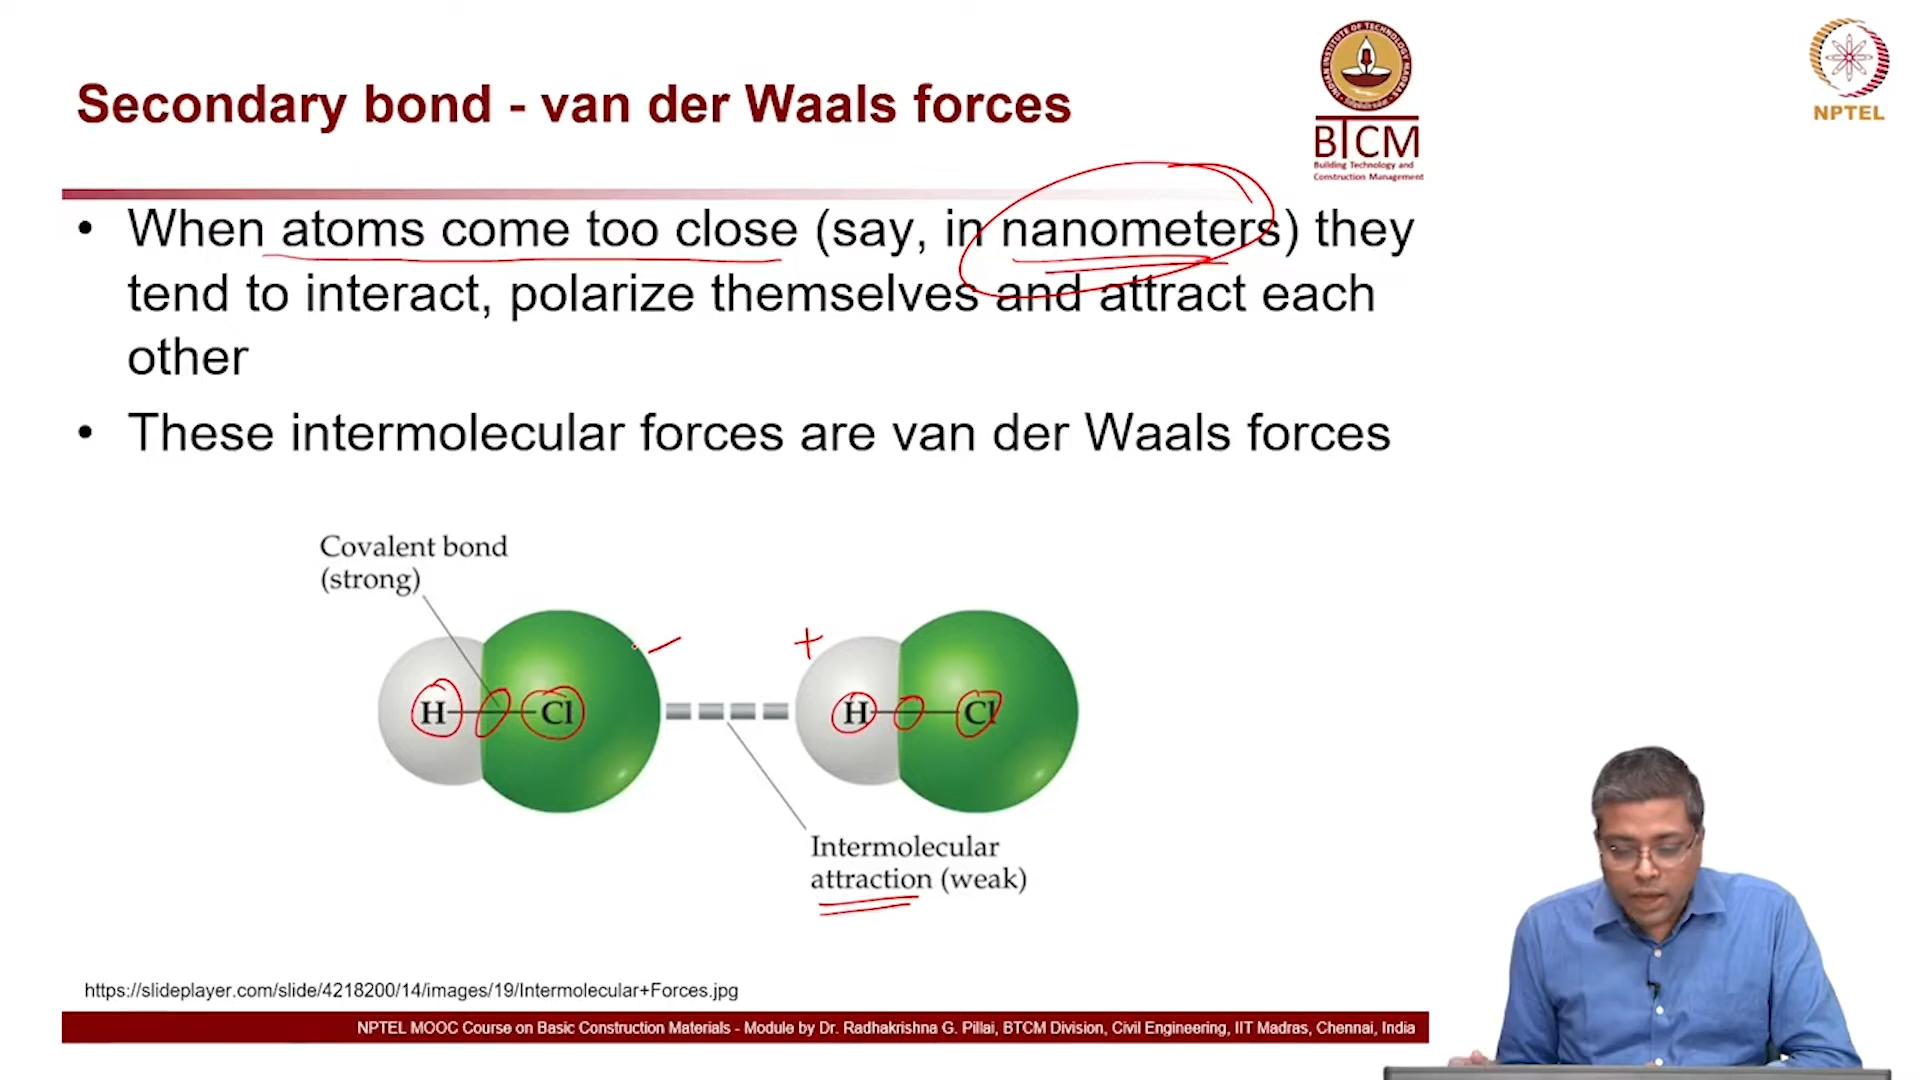 Secondary bond - van der Waals forces
BTCM
Building Technology and
Construction Management
NPTEL
• When atoms come too close (say, in nanometers) they
tend to interact, polarize themselves and attract each
other
• These intermolecular forces are van der Waals forces
Covalent bond
(strong)
− +
H Cl H Cl
Intermolecular
attraction (weak)
https://slideplayer.com/slide/4218200/14/images/19/Intermolecular+Forces.jpg
NPTEL MOOC Course on Basic Construction Materials - Module by Dr. Radhakrishna G. Pillai, BTCM Division, Civil Engineering, IIT Madras, Chennai, India